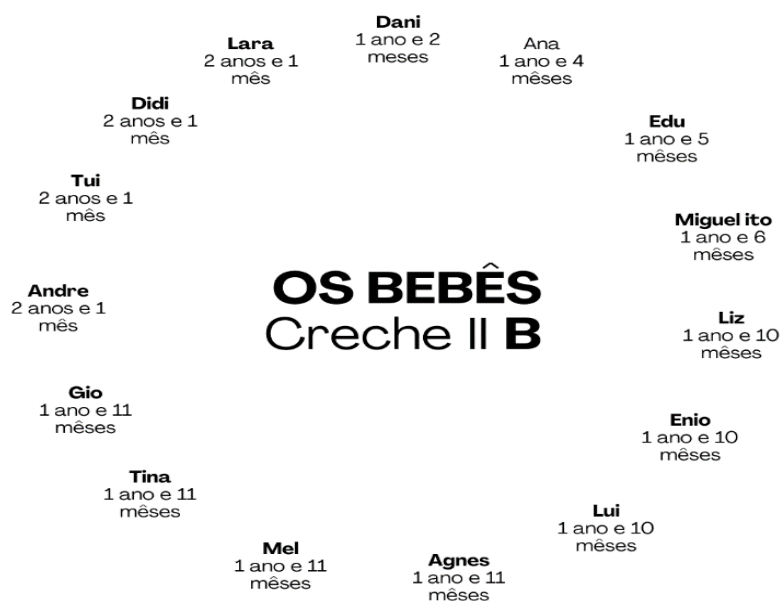 Dani
1 ano e 2
meses
Ana
1 ano e 4
mêses
Edu
1 ano e 5
mêses
Miguel ito
1 ano e 6
mêses
Liz
1 ano e 10
mêses
Enio
1 ano e 10
mêses
Lui
1 ano e 10
mêses
Agnes
1 ano e 11
mêses
Mel
1 ano e 11
mêses
Tina
1 ano e 11
mêses
Gio
1 ano e 11
mêses
Andre
2 anos e 1
mês
Tui
2 anos e 1
mês
Didi
2 anos e 1
mês
Lara
2 anos e 1
mês
OS BEBÊS
Creche II B